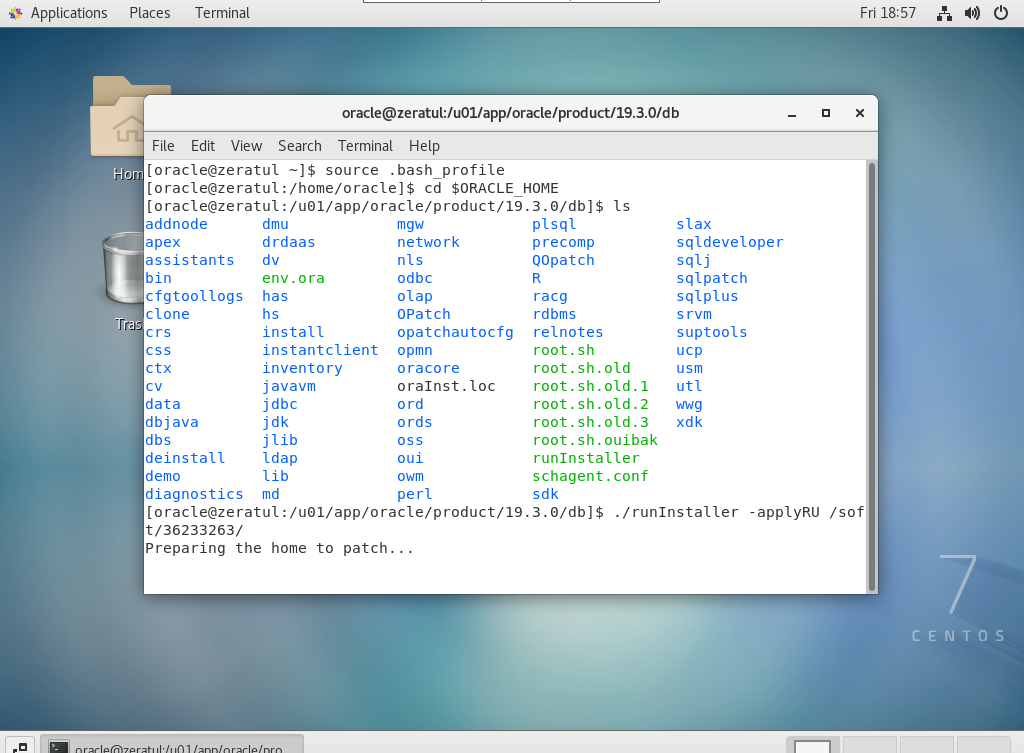 Applications Places Terminal Fri 18:57
oracle@zeratul:/u01/app/oracle/product/19.3.0/db
File Edit View Search Terminal Help
[oracle@zeratul ~]$ source .bash_profile
[oracle@zeratul:/home/oracle]$ cd $ORACLE_HOME
[oracle@zeratul:/u01/app/oracle/product/19.3.0/db]$ ls
addnode dmu mgw plsql slax
apex drdaas network precomp sqldeveloper
assistants dv nls QOpatch sqlj
bin env.ora odbc R sqlpatch
cfgtoollogs has olap racg sqlplus
clone hs OPatch rdbms srvm
crs install opatchautocfg relnotes suptools
css instantclient opmn root.sh ucp
ctx inventory oracore root.sh.old usm
cv javavm oraInst.loc root.sh.old.1 utl
data jdbc ord root.sh.old.2 wwg
dbjava jdk ords root.sh.old.3 xdk
dbs jlib oss root.sh.ouibak
deinstall ldap oui runInstaller
demo lib owm schagent.conf
diagnostics md perl sdk
[oracle@zeratul:/u01/app/oracle/product/19.3.0/db]$ ./runInstaller -applyRU /sof
t/36233263/
Preparing the home to patch...
Hom
Tras
7
CENTOS
oracle@zeratul:/u01/app/oracle/pro...